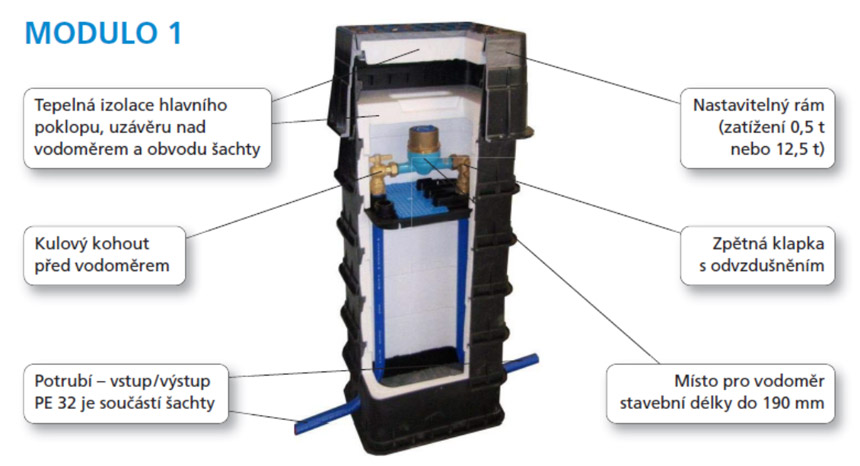 MODULO 1
Tepelná izolace hlavního
poklopu, uzávěru nad
vodoměrem a obvodu šachty
Nastavitelný rám
(zatížení 0,5 t
nebo 12,5 t)
Kulový kohout
před vodoměrem
Zpětná klapka
s odvzdušněním
Potrubí – vstup/výstup
PE 32 je součástí šachty
Místo pro vodoměr
stavební délky do 190 mm